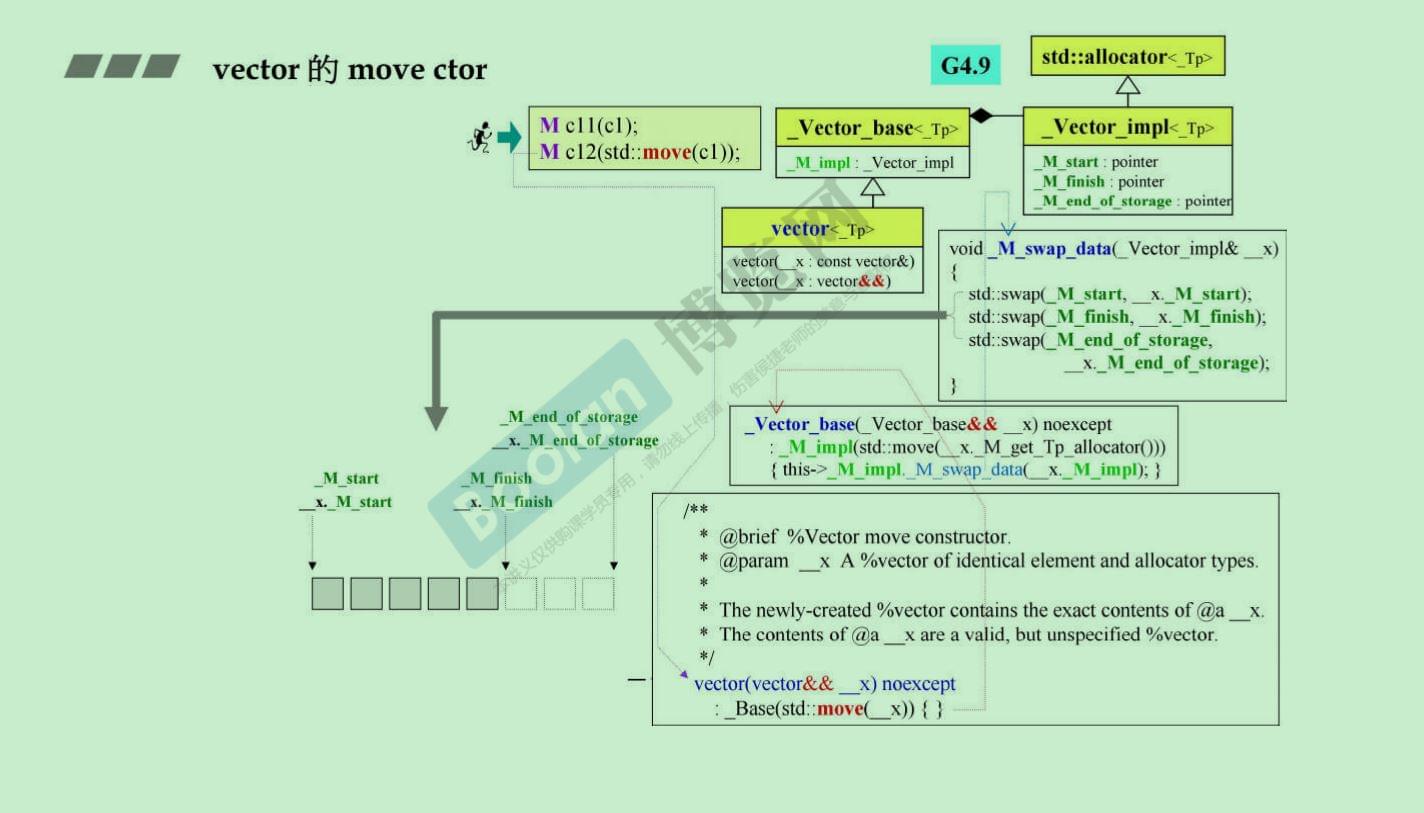 vector 的 move ctor
G4.9
std::allocator<_Tp>
M c11(c1);
M c12(std::move(c1));
_Vector_base<_Tp>
_M_impl : _Vector_impl
_Vector_impl<_Tp>
_M_start : pointer
_M_finish : pointer
_M_end_of_storage : pointer
vector<_Tp>
vector(__x : const vector&)
vector(__x : vector&&)
void _M_swap_data(_Vector_impl& __x)
{
std::swap(_M_start, __x._M_start);
std::swap(_M_finish, __x._M_finish);
std::swap(_M_end_of_storage,
__x._M_end_of_storage);
}
_Vector_base(_Vector_base&& __x) noexcept
: _M_impl(std::move(__x._M_get_Tp_allocator()))
{ this->_M_impl._M_swap_data(__x._M_impl); }
_M_end_of_storage
__x._M_end_of_storage
_M_start
__x._M_start
_M_finish
__x._M_finish
/**
* @brief %Vector move constructor.
* @param __x A %vector of identical element and allocator types.
*
* The newly-created %vector contains the exact contents of @a __x.
* The contents of @a __x are a valid, but unspecified %vector.
*/
vector(vector&& __x) noexcept
: _Base(std::move(__x)) { }
Boolan
博览网